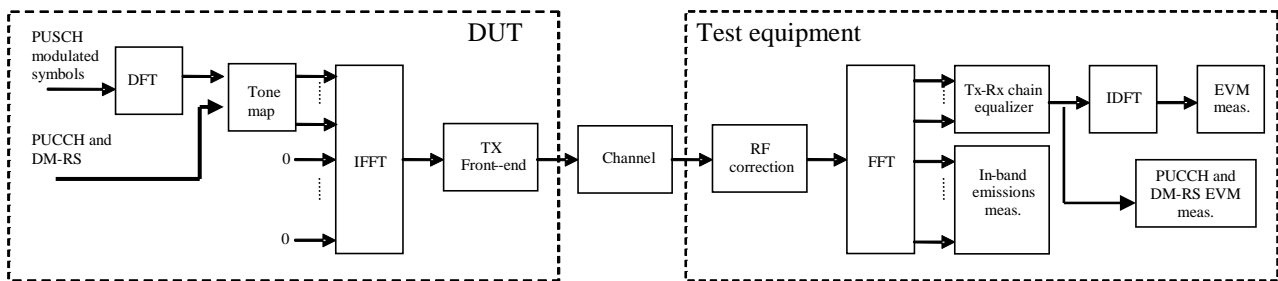 DUT
PUSCH
modulated
symbols
DFT
Tone
map
PUCCH and
DM-RS
0
0
IFFT
TX
Front--end
Channel
Test equipment
RF
correction
FFT
Tx-Rx chain
equalizer
IDFT
EVM
meas.
In-band
emissions
meas.
PUCCH and
DM-RS EVM
meas.